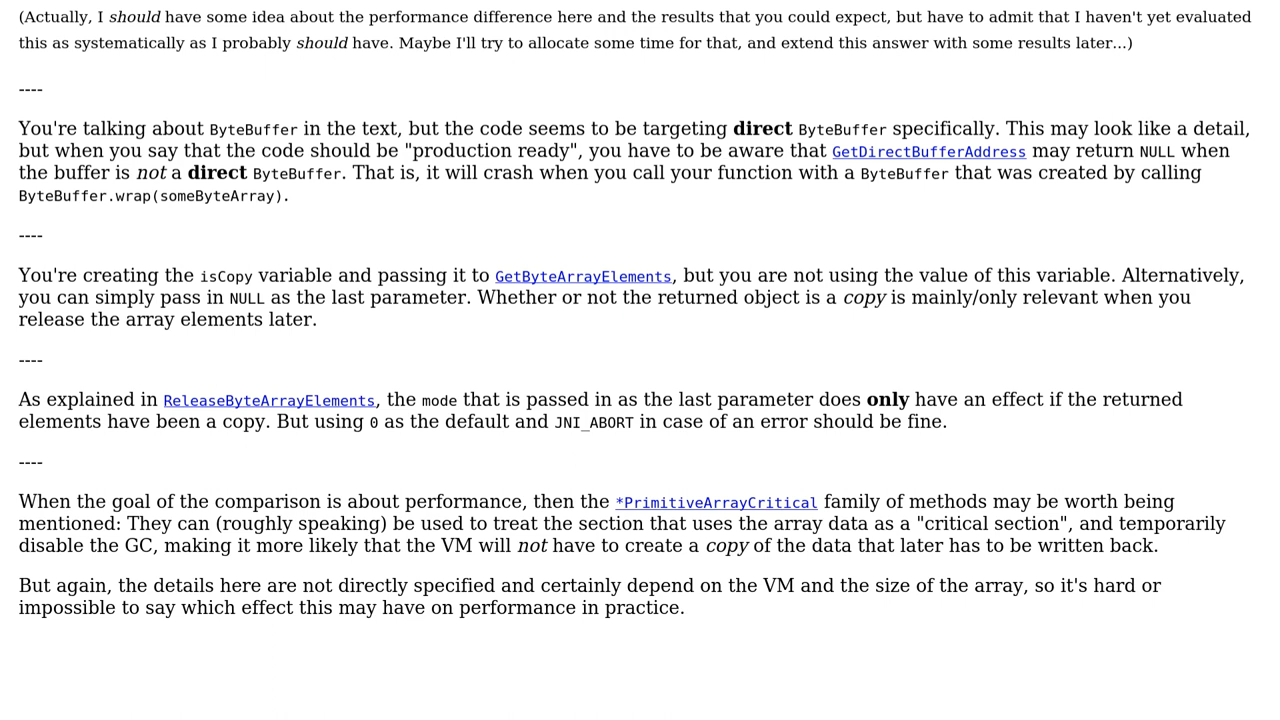 (Actually, I should have some idea about the performance difference here and the results that you could expect, but have to admit that I haven't yet evaluated
this as systematically as I probably should have. Maybe I'll try to allocate some time for that, and extend this answer with some results later...)
----
You're talking about ByteBuffer in the text, but the code seems to be targeting direct ByteBuffer specifically. This may look like a detail,
but when you say that the code should be "production ready", you have to be aware that GetDirectBufferAddress may return NULL when
the buffer is not a direct ByteBuffer. That is, it will crash when you call your function with a ByteBuffer that was created by calling
ByteBuffer.wrap(someByteArray).
----
You're creating the isCopy variable and passing it to GetByteArrayElements, but you are not using the value of this variable. Alternatively,
you can simply pass in NULL as the last parameter. Whether or not the returned object is a copy is mainly/only relevant when you
release the array elements later.
----
As explained in ReleaseByteArrayElements, the mode that is passed in as the last parameter does only have an effect if the returned
elements have been a copy. But using 0 as the default and JNI_ABORT in case of an error should be fine.
----
When the goal of the comparison is about performance, then the *PrimitiveArrayCritical family of methods may be worth being
mentioned: They can (roughly speaking) be used to treat the section that uses the array data as a "critical section", and temporarily
disable the GC, making it more likely that the VM will not have to create a copy of the data that later has to be written back.
But again, the details here are not directly specified and certainly depend on the VM and the size of the array, so it's hard or
impossible to say which effect this may have on performance in practice.